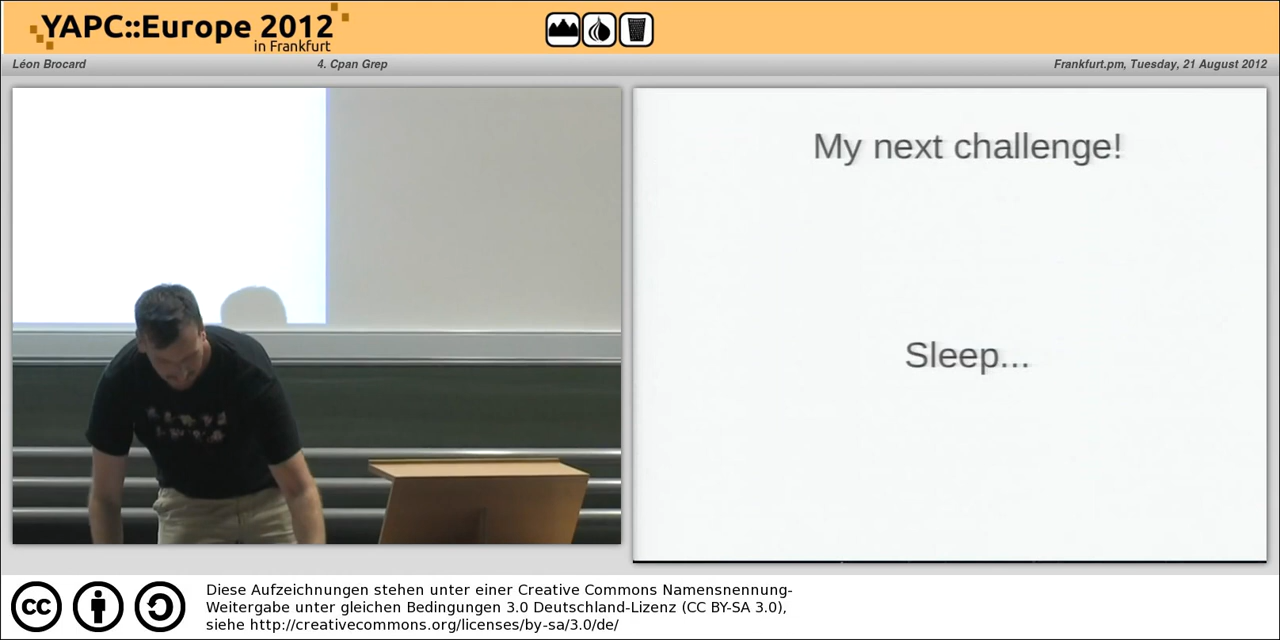 YAPC::Europe 2012
in Frankfurt
Léon Brocard 4. Cpan Grep Frankfurt.pm, Tuesday, 21 August 2012
My next challenge!
Sleep...
cc
Diese Aufzeichnungen stehen unter einer Creative Commons Namensnennung-
Weitergabe unter gleichen Bedingungen 3.0 Deutschland-Lizenz (CC BY-SA 3.0),
siehe http://creativecommons.org/licenses/by-sa/3.0/de/